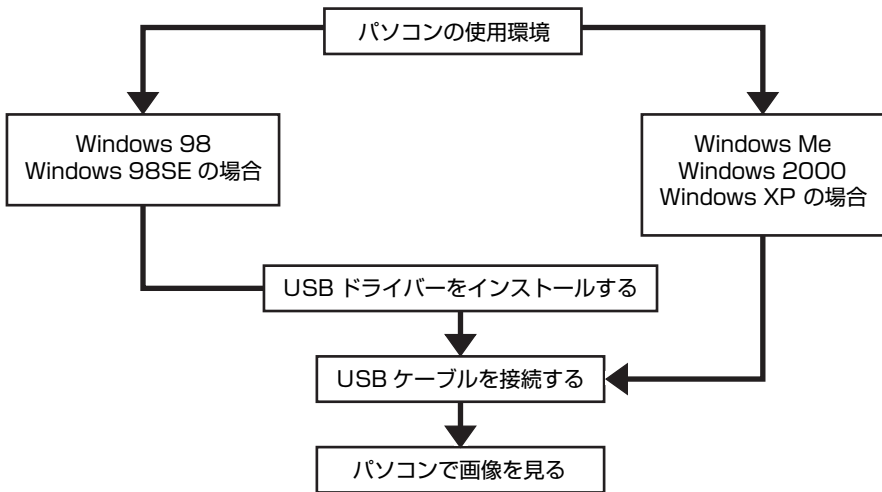 パソコンの使用環境
Windows 98
Windows 98SE の場合
Windows Me
Windows 2000
Windows XP の場合
USB ドライバーをインストールする
USB ケーブルを接続する
パソコンで画像を見る